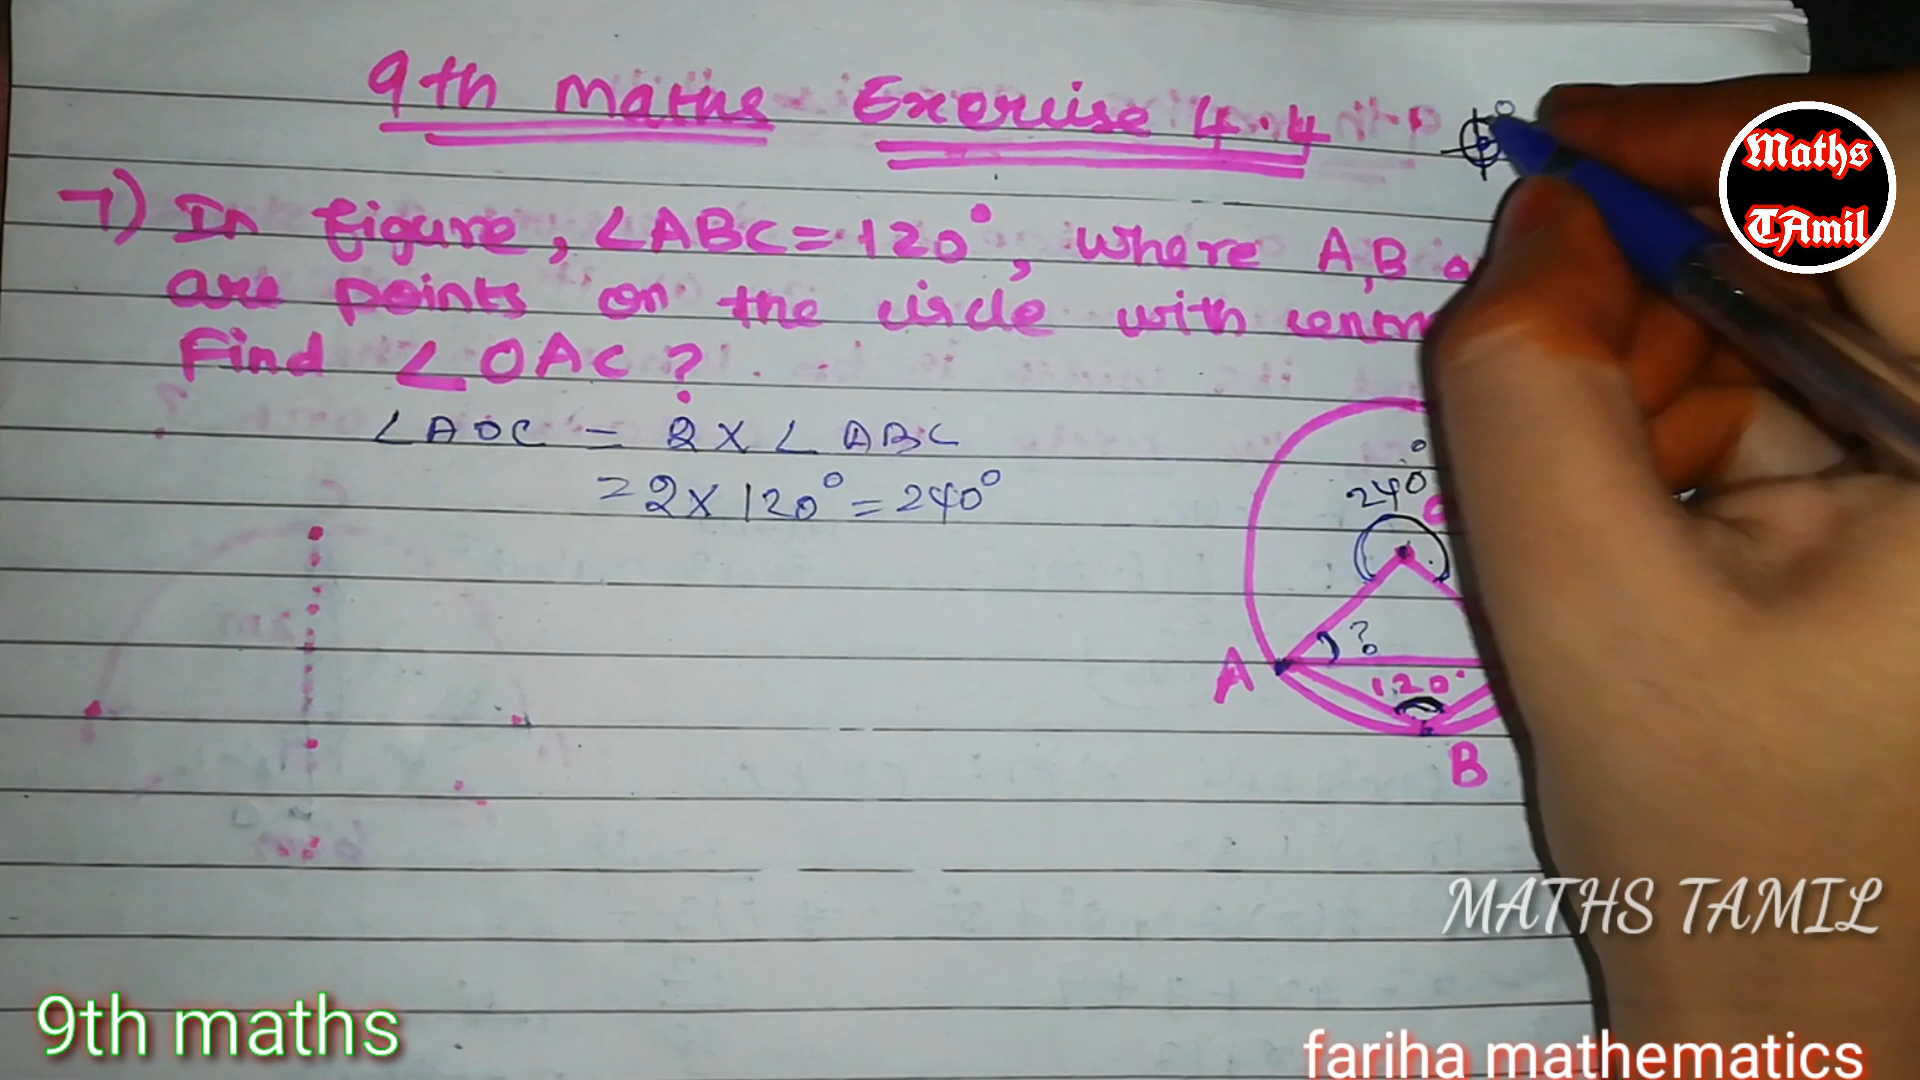 9th maths Exercise 4.4
7) In figure, ∠ABC = 120°, where A,B
are points on the circle with
Find ∠OAC ?
∠AOC = 2 X ∠ ABC
= 2 X 120° = 240°
240°
?
A
120°
B
Maths
TAmil
MATHS TAMIL
9th maths
fariha mathematics